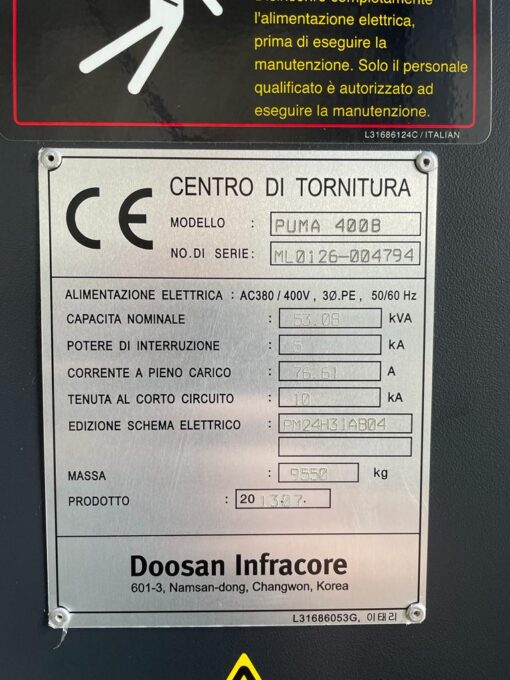 Disinserire completamente
l'alimentazione elettrica,
prima di eseguire la
manutenzione. Solo il personale
qualificato è autorizzato ad
eseguire la manutenzione.
L31686124C / ITALIAN
CE CENTRO DI TORNITURA
MODELLO : PUMA 400B
NO.DI SERIE: ML0126-004794
ALIMENTAZIONE ELETTRICA : AC380 / 400V , 3Ø.PE , 50/60 Hz
CAPACITA NOMINALE : 53.08 kVA
POTERE DI INTERRUZIONE : 5 kA
CORRENTE A PIENO CARICO : 76.61 A
TENUTA AL CORTO CIRCUITO : 10 kA
EDIZIONE SCHEMA ELETTRICO : PM24H31AB04
MASSA : 9550 kg
PRODOTTO : 20 1307. .
Doosan Infracore
601-3, Namsan-dong, Changwon, Korea
L31686053G, 이태리